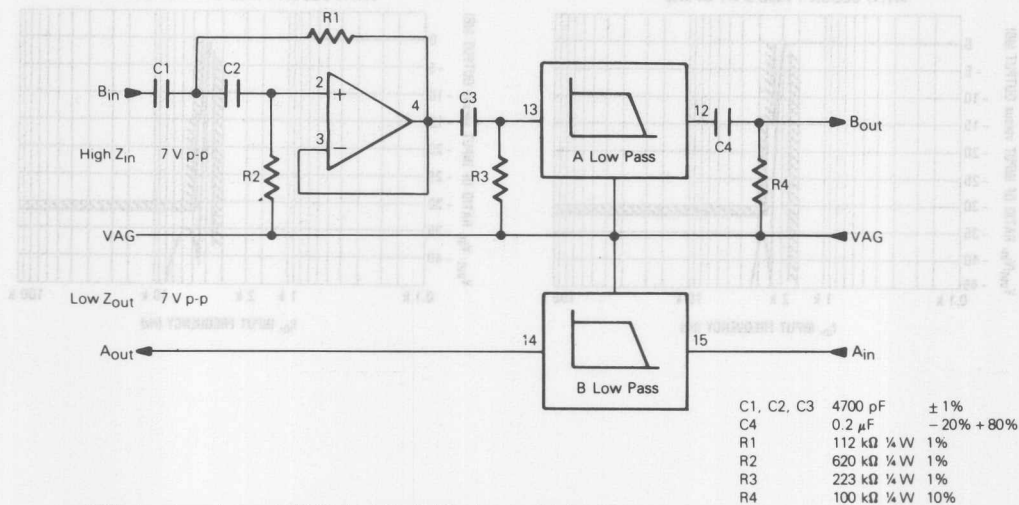 R1
C1
C2
B_in
2
+
4
C3
13
12
B_out
3
−
High Z_in 7 V p-p
A Low Pass
C4
R2
R3
R4
VAG
VAG
Low Z_out 7 V p-p
A_out
14
15
A_in
B Low Pass
C1, C2, C3 4700 pF ± 1%
C4 0.2 μF − 20% + 80%
R1 112 kΩ ¼ W 1%
R2 620 kΩ ¼ W 1%
R3 223 kΩ ¼ W 1%
R4 100 kΩ ¼ W 10%